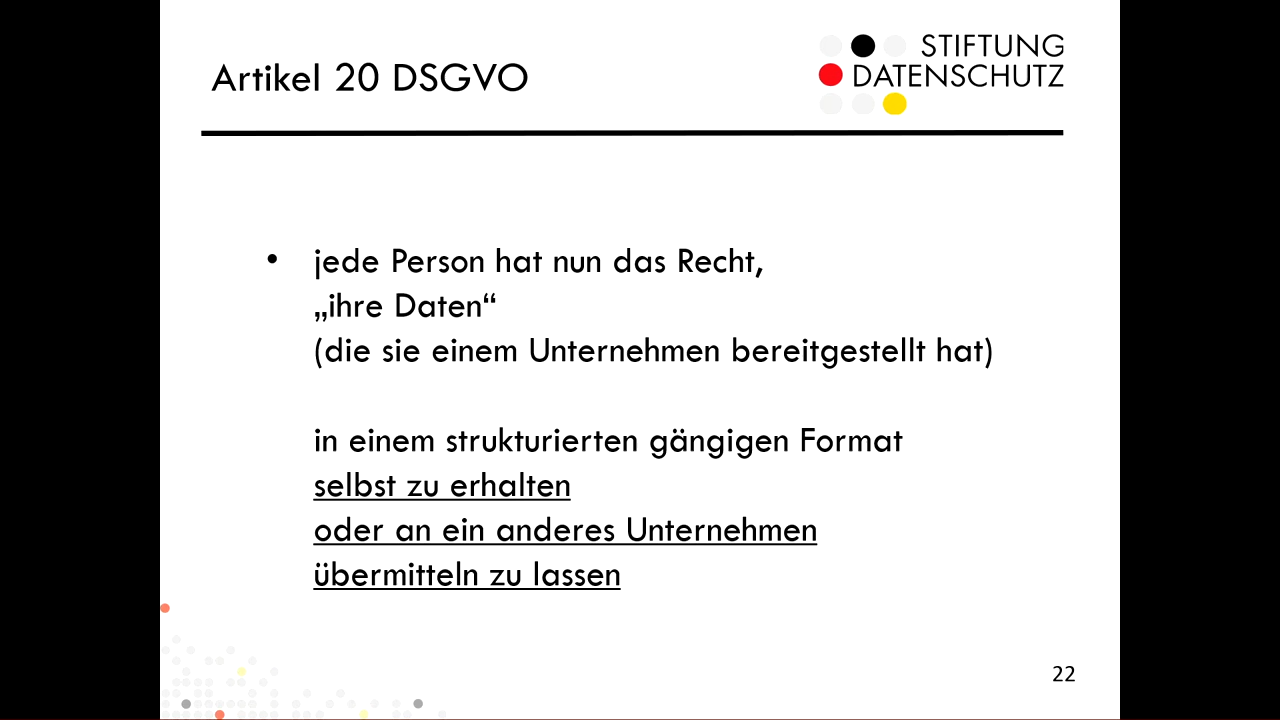 Artikel 20 DSGVO
STIFTUNG
DATENSCHUTZ
• jede Person hat nun das Recht,
„ihre Daten“
(die sie einem Unternehmen bereitgestellt hat)
in einem strukturierten gängigen Format
selbst zu erhalten
oder an ein anderes Unternehmen
übermitteln zu lassen
22